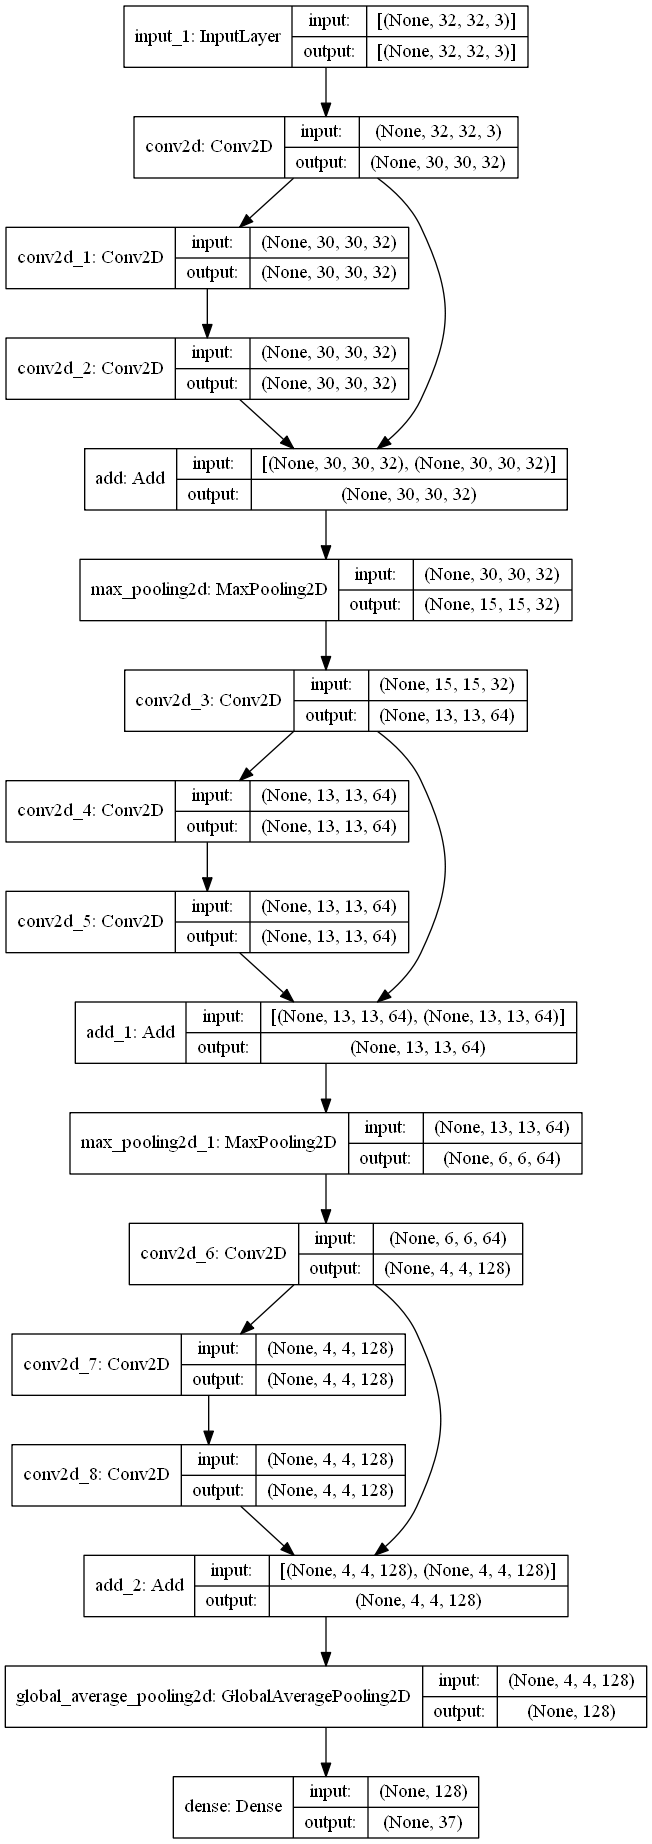 input_1: InputLayer
input: [(None, 32, 32, 3)]
output: [(None, 32, 32, 3)]
conv2d: Conv2D
input: (None, 32, 32, 3)
output: (None, 30, 30, 32)
conv2d_1: Conv2D
input: (None, 30, 30, 32)
output: (None, 30, 30, 32)
conv2d_2: Conv2D
input: (None, 30, 30, 32)
output: (None, 30, 30, 32)
add: Add
input: [(None, 30, 30, 32), (None, 30, 30, 32)]
output: (None, 30, 30, 32)
max_pooling2d: MaxPooling2D
input: (None, 30, 30, 32)
output: (None, 15, 15, 32)
conv2d_3: Conv2D
input: (None, 15, 15, 32)
output: (None, 13, 13, 64)
conv2d_4: Conv2D
input: (None, 13, 13, 64)
output: (None, 13, 13, 64)
conv2d_5: Conv2D
input: (None, 13, 13, 64)
output: (None, 13, 13, 64)
add_1: Add
input: [(None, 13, 13, 64), (None, 13, 13, 64)]
output: (None, 13, 13, 64)
max_pooling2d_1: MaxPooling2D
input: (None, 13, 13, 64)
output: (None, 6, 6, 64)
conv2d_6: Conv2D
input: (None, 6, 6, 64)
output: (None, 4, 4, 128)
conv2d_7: Conv2D
input: (None, 4, 4, 128)
output: (None, 4, 4, 128)
conv2d_8: Conv2D
input: (None, 4, 4, 128)
output: (None, 4, 4, 128)
add_2: Add
input: [(None, 4, 4, 128), (None, 4, 4, 128)]
output: (None, 4, 4, 128)
global_average_pooling2d: GlobalAveragePooling2D
input: (None, 4, 4, 128)
output: (None, 128)
dense: Dense
input: (None, 128)
output: (None, 37)